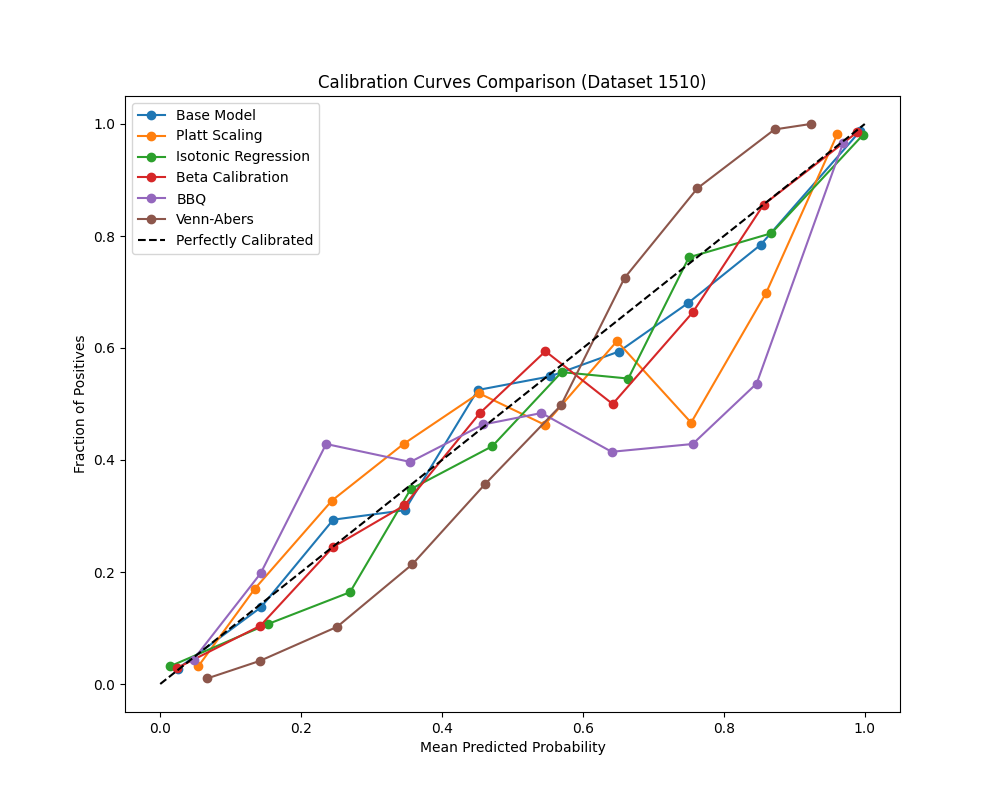 Calibration Curves Comparison (Dataset 1510)
Base Model
Platt Scaling
Isotonic Regression
Beta Calibration
BBQ
Venn-Abers
Perfectly Calibrated
Fraction of Positives
1.0
0.8
0.6
0.4
0.2
0.0
0.0 0.2 0.4 0.6 0.8 1.0
Mean Predicted Probability